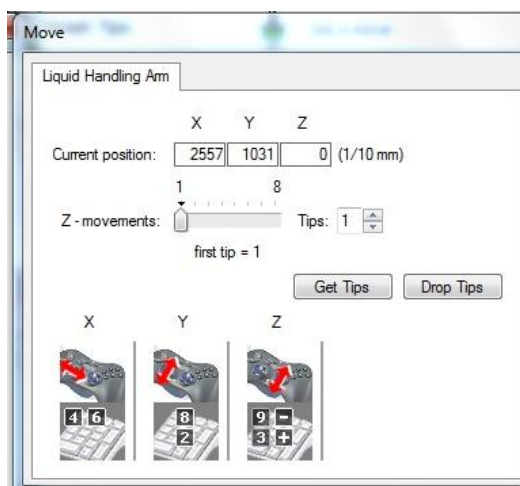 Move
Liquid Handling Arm
X Y Z
Current position: 2557 1031 0 (1/10 mm)
1 8
Z - movements: Tips: 1
first tip = 1
Get Tips Drop Tips
X Y Z
4 6 8 9 -
2 3 +